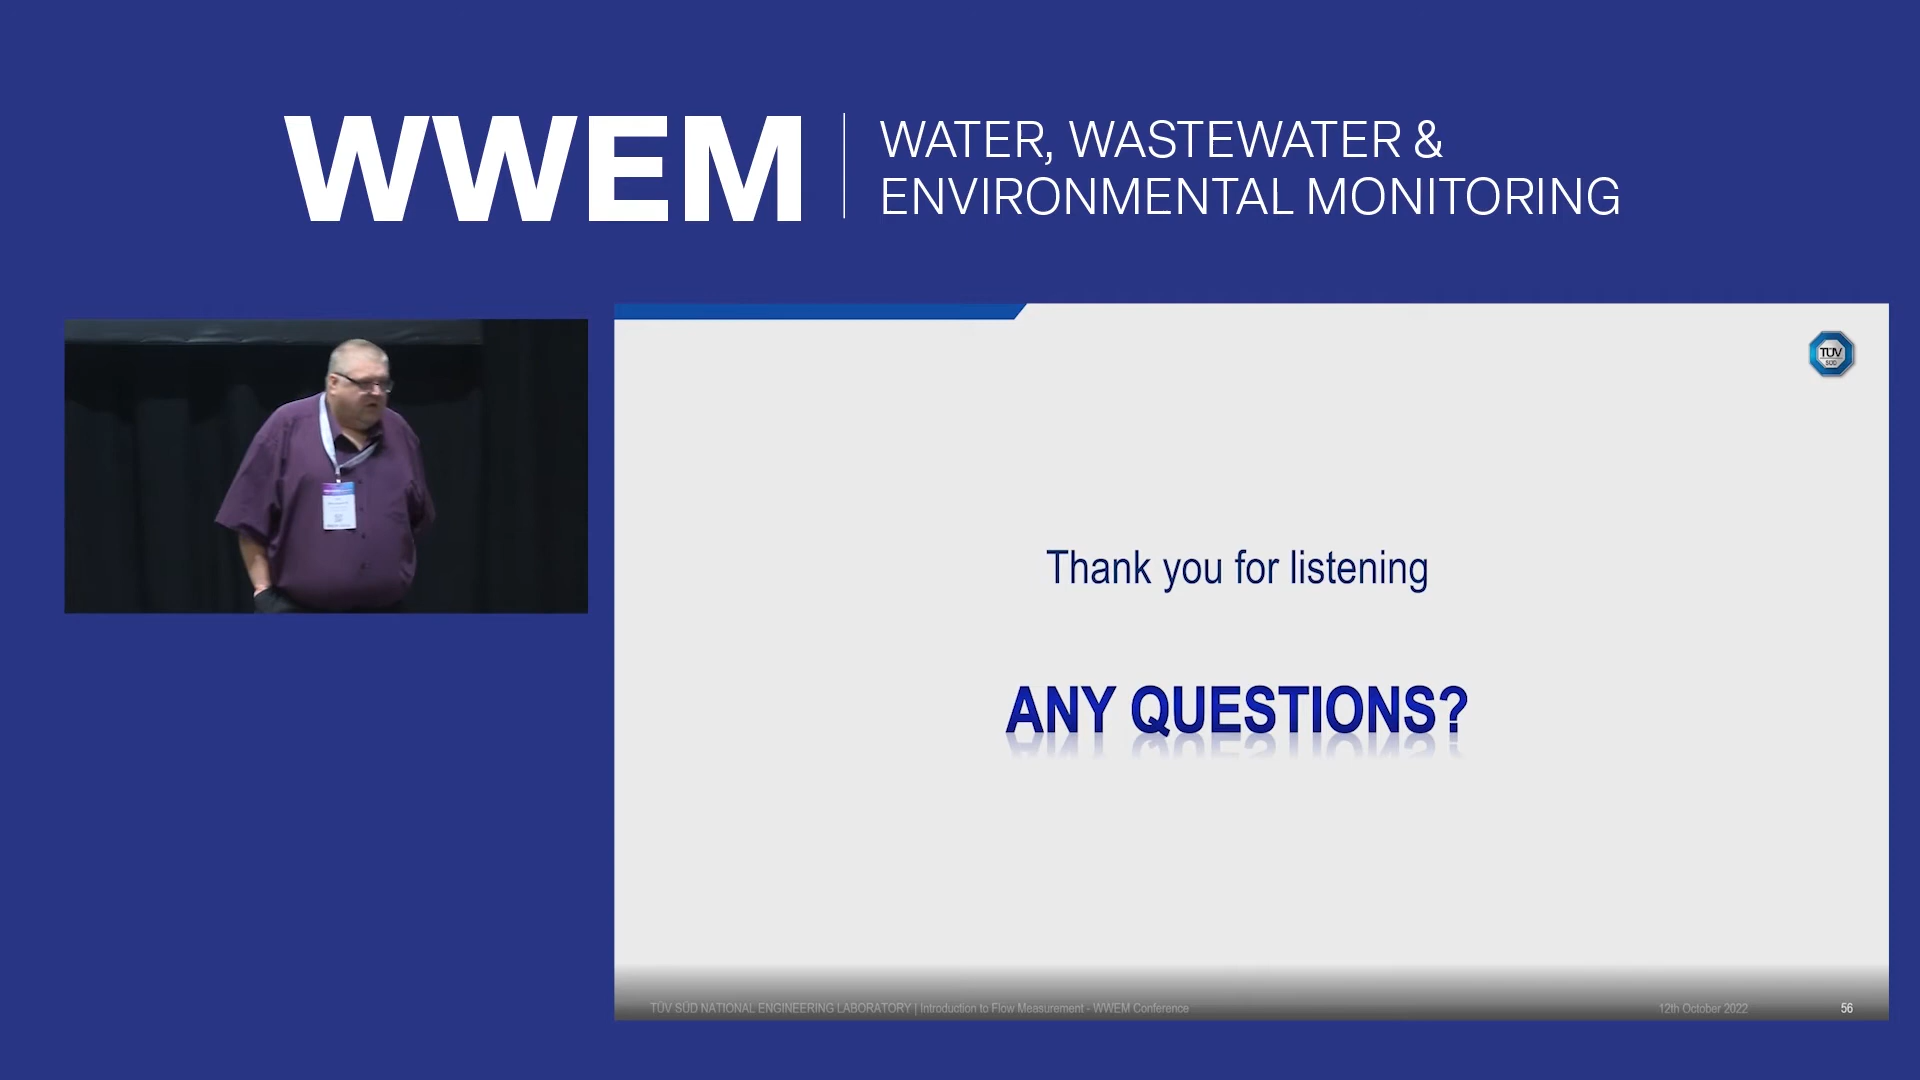 WWEM
WATER, WASTEWATER &
ENVIRONMENTAL MONITORING
TÜV
SÜD
Thank you for listening
ANY QUESTIONS?
TÜV SÜD NATIONAL ENGINEERING LABORATORY | Introduction to Flow Measurement - WWEM Conference
12th October 2022
56